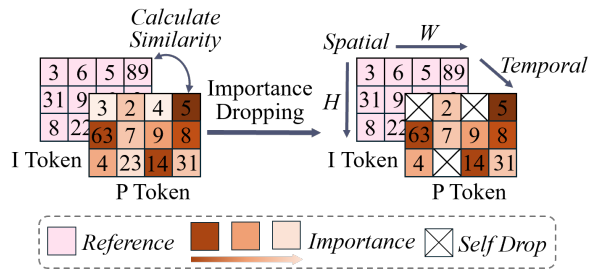 Calculate
Similarity
3 6 5 89
31 9
8 22
3 2 4 5
63 7 9 8
4 23 14 31
I Token
P Token
Importance
Dropping
Spatial
W
Temporal
H
3 6 5 89
31 9
8 22
2 5
63 7 9 8
4 14 31
I Token
P Token
Reference
Importance
Self Drop